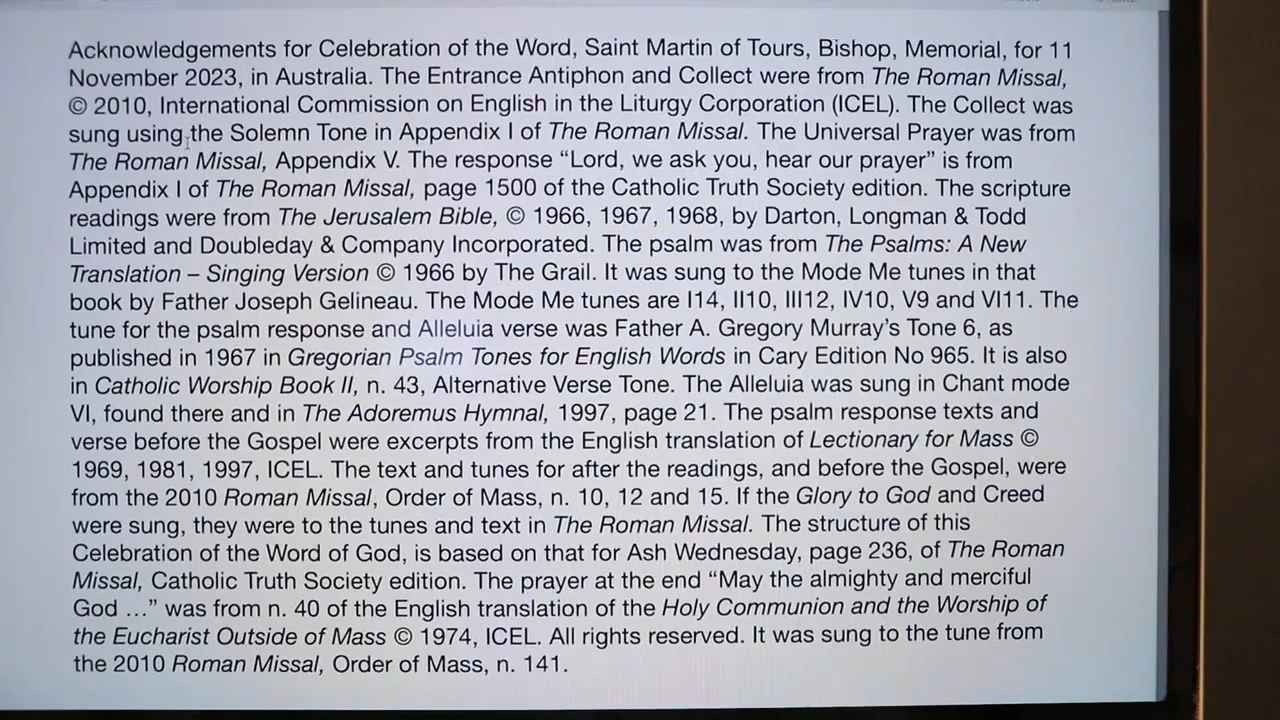 Acknowledgements for Celebration of the Word, Saint Martin of Tours, Bishop, Memorial, for 11
November 2023, in Australia. The Entrance Antiphon and Collect were from The Roman Missal,
© 2010, International Commission on English in the Liturgy Corporation (ICEL). The Collect was
sung using the Solemn Tone in Appendix I of The Roman Missal. The Universal Prayer was from
The Roman Missal, Appendix V. The response “Lord, we ask you, hear our prayer” is from
Appendix I of The Roman Missal, page 1500 of the Catholic Truth Society edition. The scripture
readings were from The Jerusalem Bible, © 1966, 1967, 1968, by Darton, Longman & Todd
Limited and Doubleday & Company Incorporated. The psalm was from The Psalms: A New
Translation – Singing Version © 1966 by The Grail. It was sung to the Mode Me tunes in that
book by Father Joseph Gelineau. The Mode Me tunes are I14, II10, III12, IV10, V9 and VI11. The
tune for the psalm response and Alleluia verse was Father A. Gregory Murray’s Tone 6, as
published in 1967 in Gregorian Psalm Tones for English Words in Cary Edition No 965. It is also
in Catholic Worship Book II, n. 43, Alternative Verse Tone. The Alleluia was sung in Chant mode
VI, found there and in The Adoremus Hymnal, 1997, page 21. The psalm response texts and
verse before the Gospel were excerpts from the English translation of Lectionary for Mass ©
1969, 1981, 1997, ICEL. The text and tunes for after the readings, and before the Gospel, were
from the 2010 Roman Missal, Order of Mass, n. 10, 12 and 15. If the Glory to God and Creed
were sung, they were to the tunes and text in The Roman Missal. The structure of this
Celebration of the Word of God, is based on that for Ash Wednesday, page 236, of The Roman
Missal, Catholic Truth Society edition. The prayer at the end “May the almighty and merciful
God …” was from n. 40 of the English translation of the Holy Communion and the Worship of
the Eucharist Outside of Mass © 1974, ICEL. All rights reserved. It was sung to the tune from
the 2010 Roman Missal, Order of Mass, n. 141.